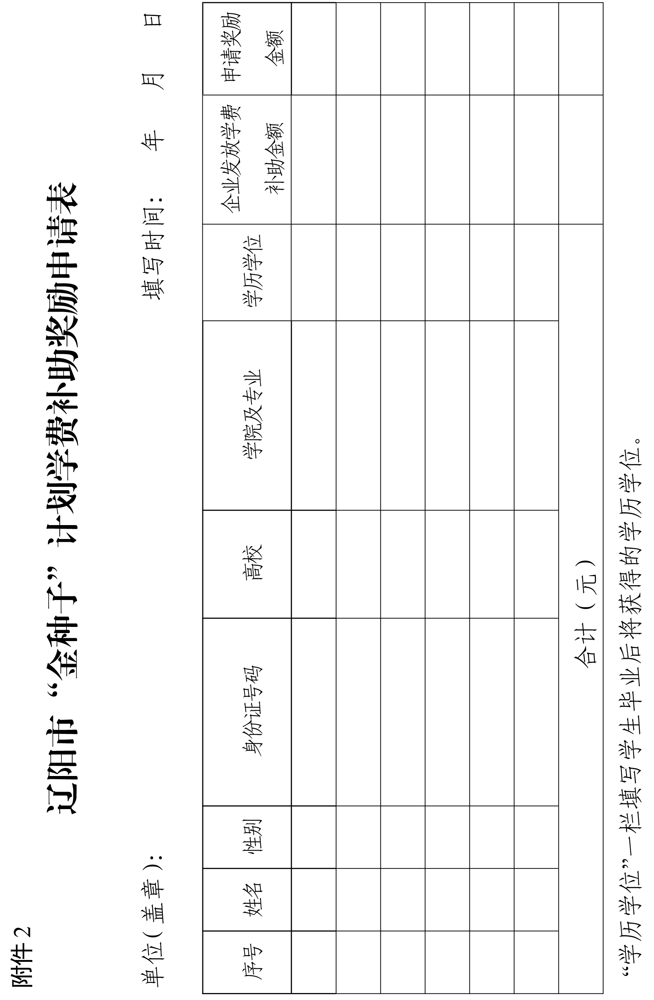 附件2
辽阳市“金种子”计划学费补助奖励申请表
单位(盖章): 填写时间: 年 月 日
序号 姓名 性别 身份证号码 高校 学院及专业 学历学位 企业发放学费补助金额 申请奖励金额
合计(元)
“学历学位”一栏填写学生毕业后将获得的学历学位。